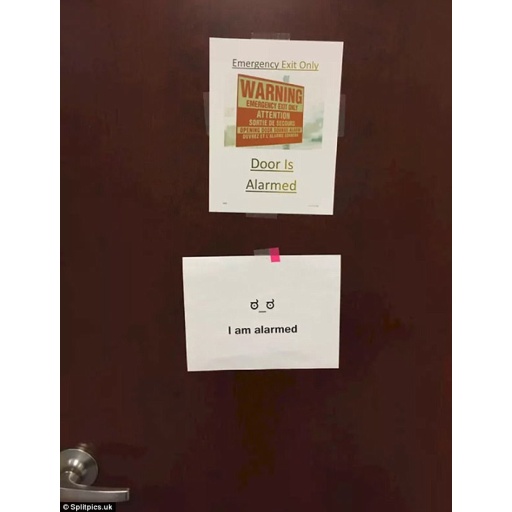 Emergency Exit Only
WARNING
EMERGENCY EXIT ONLY
ATTENTION
SORTIE DE SECOURS
OPENING DOOR SOUNDS ALARM
Door Is
Alarmed
ಠ_ಠ
I am alarmed
© Splitpics.uk